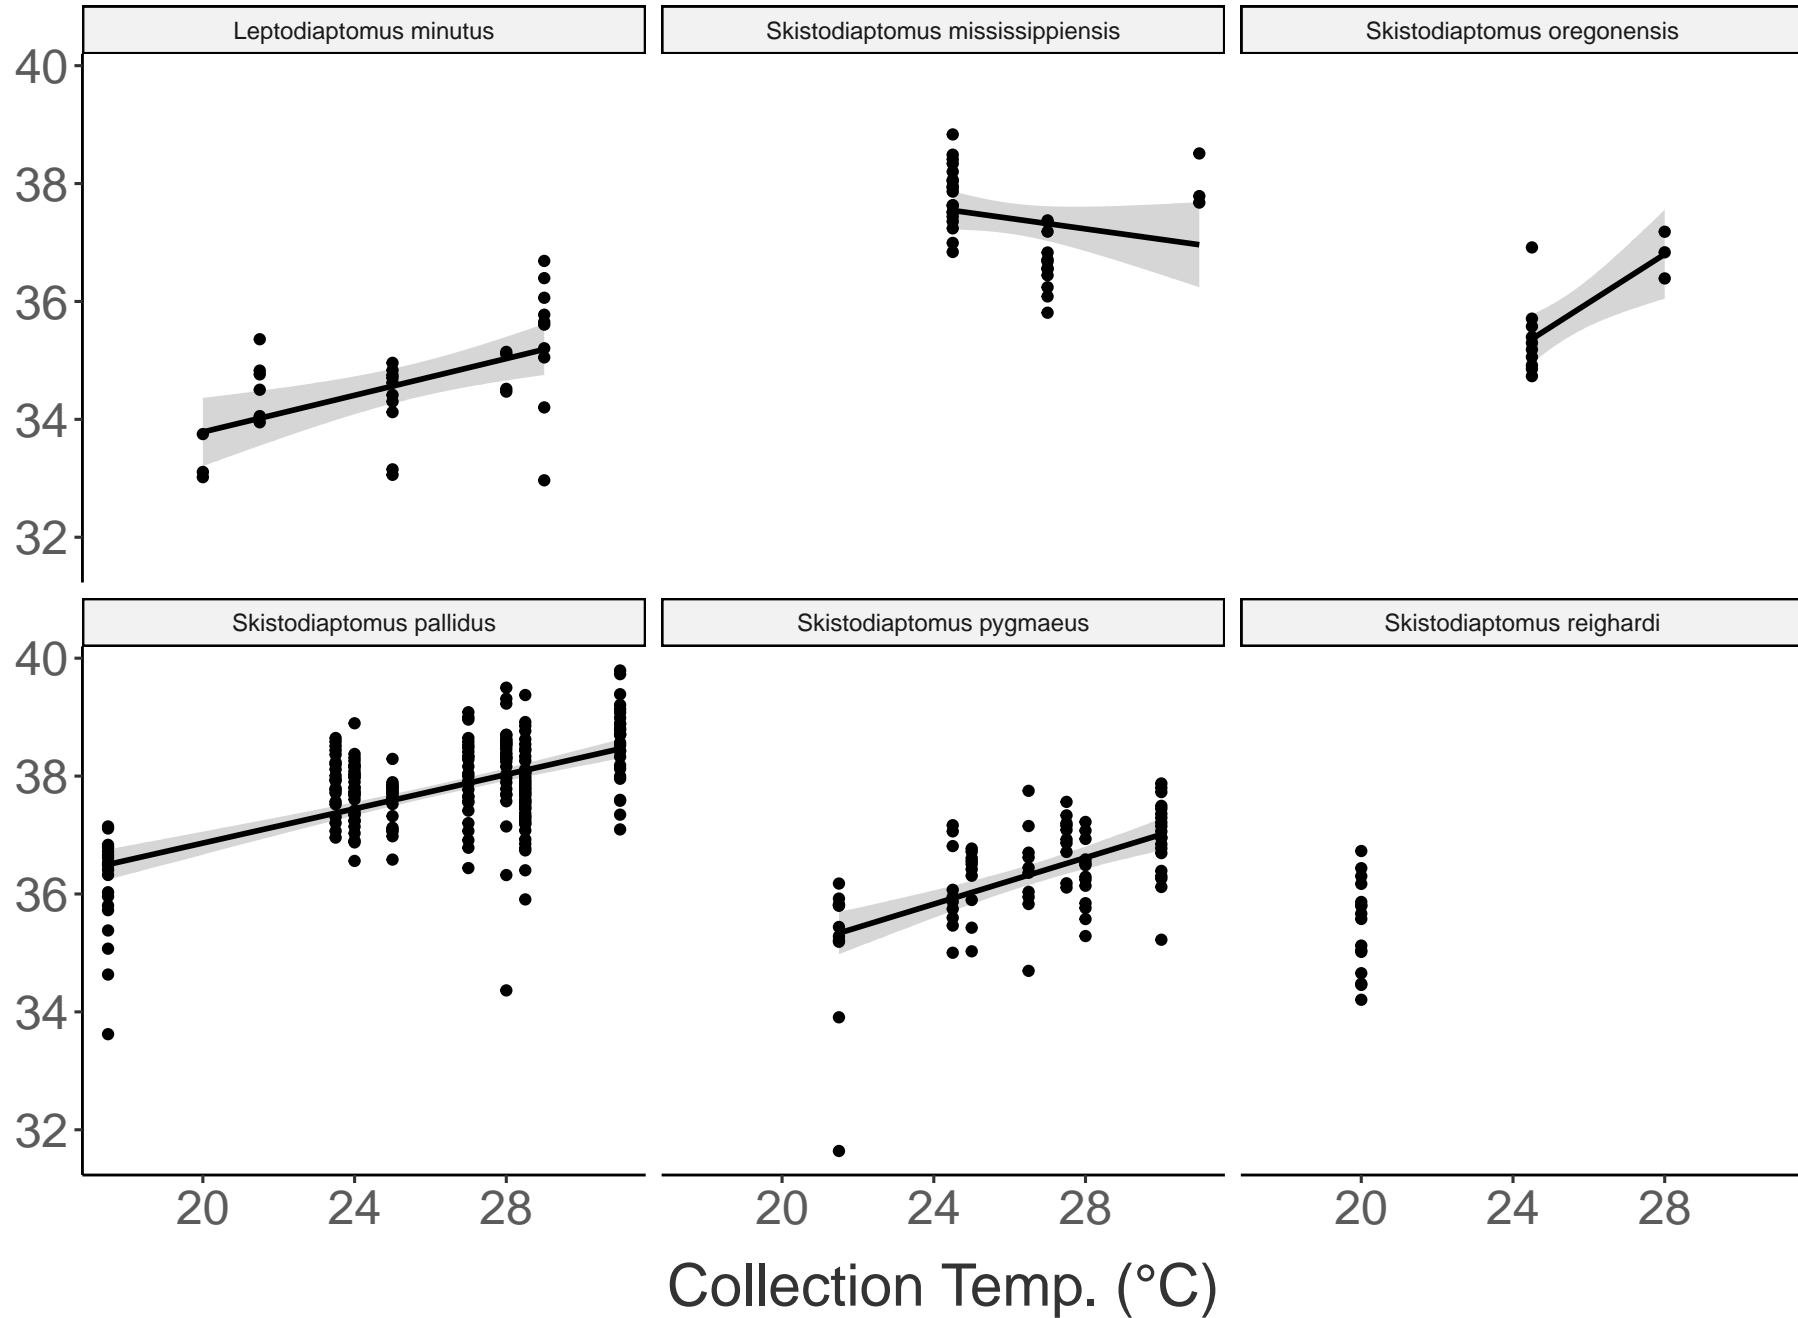 Leptodiaptomus minutus Skistodiaptomus mississippiensis Skistodiaptomus oregonensis
40
38
36
34
32
Skistodiaptomus pallidus Skistodiaptomus pygmaeus Skistodiaptomus reighardi
40
38
36
34
32
20 24 28 20 24 28 20 24 28
Collection Temp. (°C)